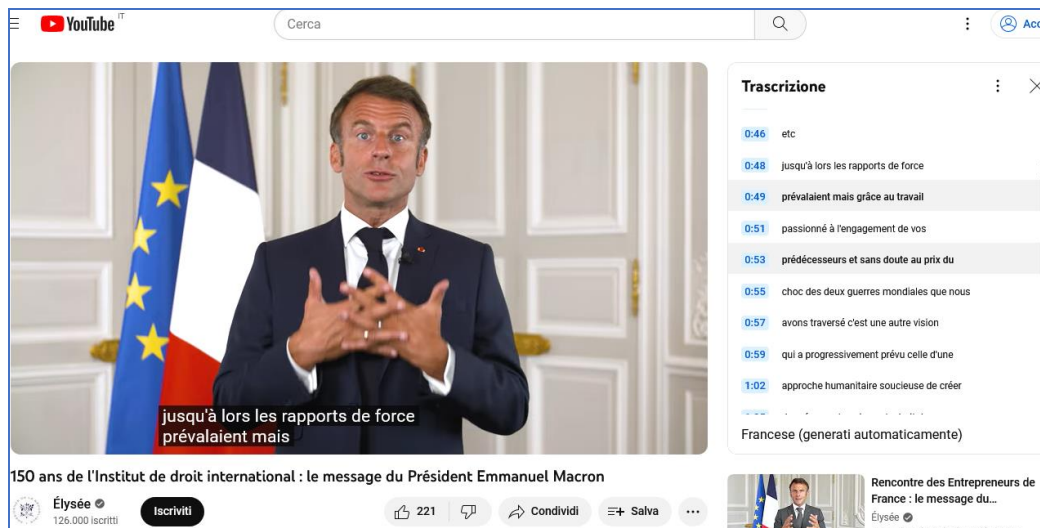 YouTube IT
Cerca
Acc
Trascrizione
0:46 etc
0:48 jusqu'à lors les rapports de force
0:49 prévalaient mais grâce au travail
0:51 passionné à l'engagement de vos
0:53 prédécesseurs et sans doute au prix du
0:55 choc des deux guerres mondiales que nous
0:57 avons traversé c'est une autre vision
0:59 qui a progressivement prévu celle d'une
1:02 approche humanitaire soucieuse de créer
Francese (generati automaticamente)
jusqu'à lors les rapports de force
prévalaient mais
150 ans de l'Institut de droit international : le message du Président Emmanuel Macron
Élysée
126.000 iscritti
Iscriviti
221
Condividi
Salva
Rencontre des Entrepreneurs de
France : le message du...
Élysée